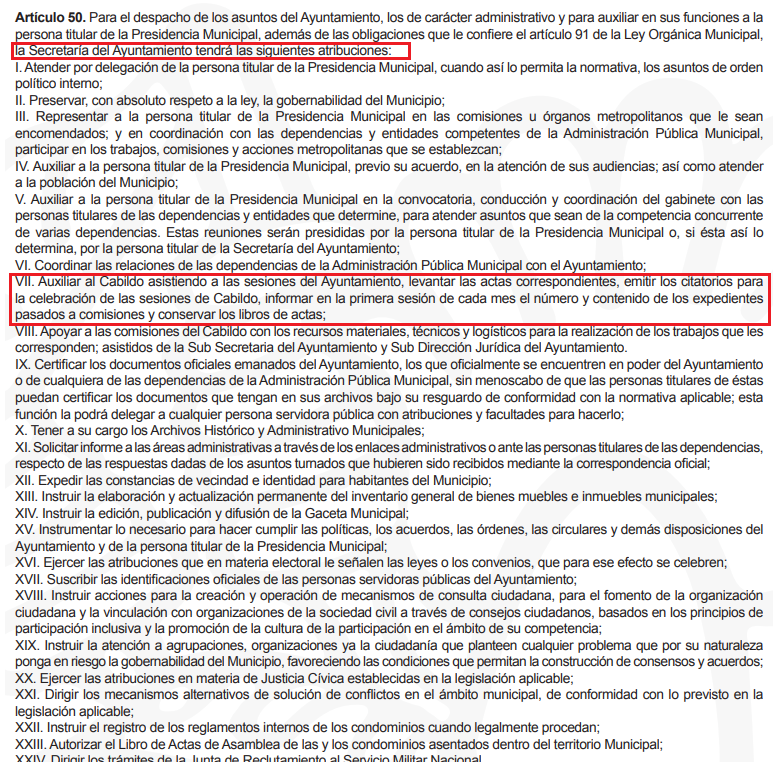 Artículo 50. Para el despacho de los asuntos del Ayuntamiento, los de carácter administrativo y para auxiliar en sus funciones a la
persona titular de la Presidencia Municipal, además de las obligaciones que le confiere el artículo 91 de la Ley Orgánica Municipal,
la Secretaría del Ayuntamiento tendrá las siguientes atribuciones:
I. Atender por delegación de la persona titular de la Presidencia Municipal, cuando así lo permita la normativa, los asuntos de orden
político interno;
II. Preservar, con absoluto respeto a la ley, la gobernabilidad del Municipio;
III. Representar a la persona titular de la Presidencia Municipal en las comisiones u órganos metropolitanos que le sean
encomendados; y en coordinación con las dependencias y entidades competentes de la Administración Pública Municipal,
participar en los trabajos, comisiones y acciones metropolitanas que se establezcan;
IV. Auxiliar a la persona titular de la Presidencia Municipal, previo su acuerdo, en la atención de sus audiencias; así como atender
a la población del Municipio;
V. Auxiliar a la persona titular de la Presidencia Municipal en la convocatoria, conducción y coordinación del gabinete con las
personas titulares de las dependencias y entidades que determine, para atender asuntos que sean de la competencia concurrente
de varias dependencias. Estas reuniones serán presididas por la persona titular de la Presidencia Municipal o, si ésta así lo
determina, por la persona titular de la Secretaría del Ayuntamiento;
VI. Coordinar las relaciones de las dependencias de la Administración Pública Municipal con el Ayuntamiento;
VII. Auxiliar al Cabildo asistiendo a las sesiones del Ayuntamiento, levantar las actas correspondientes, emitir los citatorios para
la celebración de las sesiones de Cabildo, informar en la primera sesión de cada mes el número y contenido de los expedientes
pasados a comisiones y conservar los libros de actas;
VIII. Apoyar a las comisiones del Cabildo con los recursos materiales, técnicos y logísticos para la realización de los trabajos que les
corresponden; asistidos de la Sub Secretaria del Ayuntamiento y Sub Dirección Jurídica del Ayuntamiento.
IX. Certificar los documentos oficiales emanados del Ayuntamiento, los que oficialmente se encuentren en poder del Ayuntamiento
o de cualquiera de las dependencias de la Administración Pública Municipal, sin menoscabo de que las personas titulares de éstas
puedan certificar los documentos que tengan en sus archivos bajo su resguardo de conformidad con la normativa aplicable; esta
función la podrá delegar a cualquier persona servidora pública con atribuciones y facultades para hacerlo;
X. Tener a su cargo los Archivos Histórico y Administrativo Municipales;
XI. Solicitar informe a las áreas administrativas a través de los enlaces administrativos o ante las personas titulares de las dependencias,
respecto de las respuestas dadas de los asuntos turnados que hubieren sido recibidos mediante la correspondencia oficial;
XII. Expedir las constancias de vecindad e identidad para habitantes del Municipio;
XIII. Instruir la elaboración y actualización permanente del inventario general de bienes muebles e inmuebles municipales;
XIV. Instruir la edición, publicación y difusión de la Gaceta Municipal;
XV. Instrumentar lo necesario para hacer cumplir las políticas, los acuerdos, las órdenes, las circulares y demás disposiciones del
Ayuntamiento y de la persona titular de la Presidencia Municipal;
XVI. Ejercer las atribuciones que en materia electoral le señalen las leyes o los convenios, que para ese efecto se celebren;
XVII. Suscribir las identificaciones oficiales de las personas servidoras públicas del Ayuntamiento;
XVIII. Instruir acciones para la creación y operación de mecanismos de consulta ciudadana, para el fomento de la organización
ciudadana y la vinculación con organizaciones de la sociedad civil a través de consejos ciudadanos, basados en los principios de
participación inclusiva y la promoción de la cultura de la participación en el ámbito de su competencia;
XIX. Instruir la atención a agrupaciones, organizaciones ya la ciudadanía que planteen cualquier problema que por su naturaleza
ponga en riesgo la gobernabilidad del Municipio, favoreciendo las condiciones que permitan la construcción de consensos y acuerdos;
XX. Ejercer las atribuciones en materia de Justicia Cívica establecidas en la legislación aplicable;
XXI. Dirigir los mecanismos alternativos de solución de conflictos en el ámbito municipal, de conformidad con lo previsto en la
legislación aplicable;
XXII. Instruir el registro de los reglamentos internos de los condominios cuando legalmente procedan;
XXIII. Autorizar el Libro de Actas de Asamblea de las y los condominios asentados dentro del territorio Municipal;
XXIV. Dirigir los trámites de la Junta de Reclutamiento al Servicio Militar Nacional